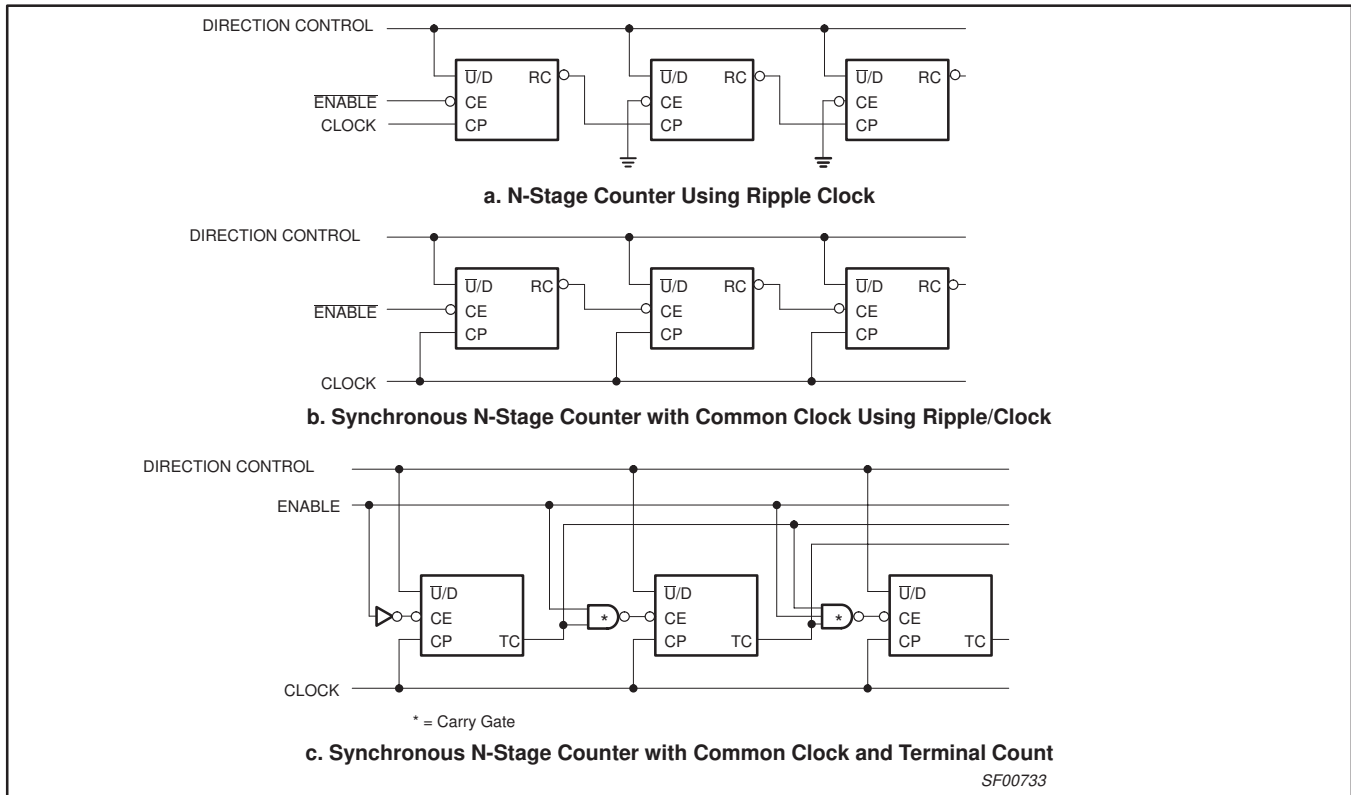 DIRECTION CONTROL
U̅/D RC U̅/D RC U̅/D RC
E̅N̅A̅B̅L̅E̅ CE CE CE
CLOCK CP CP CP
a. N-Stage Counter Using Ripple Clock
DIRECTION CONTROL
U̅/D RC U̅/D RC U̅/D RC
E̅N̅A̅B̅L̅E̅ CE CE CE
CP CP CP
CLOCK
b. Synchronous N-Stage Counter with Common Clock Using Ripple/Clock
DIRECTION CONTROL
ENABLE
U̅/D U̅/D U̅/D
CE * CE * CE
CP TC CP TC CP TC
CLOCK
* = Carry Gate
c. Synchronous N-Stage Counter with Common Clock and Terminal Count
SF00733